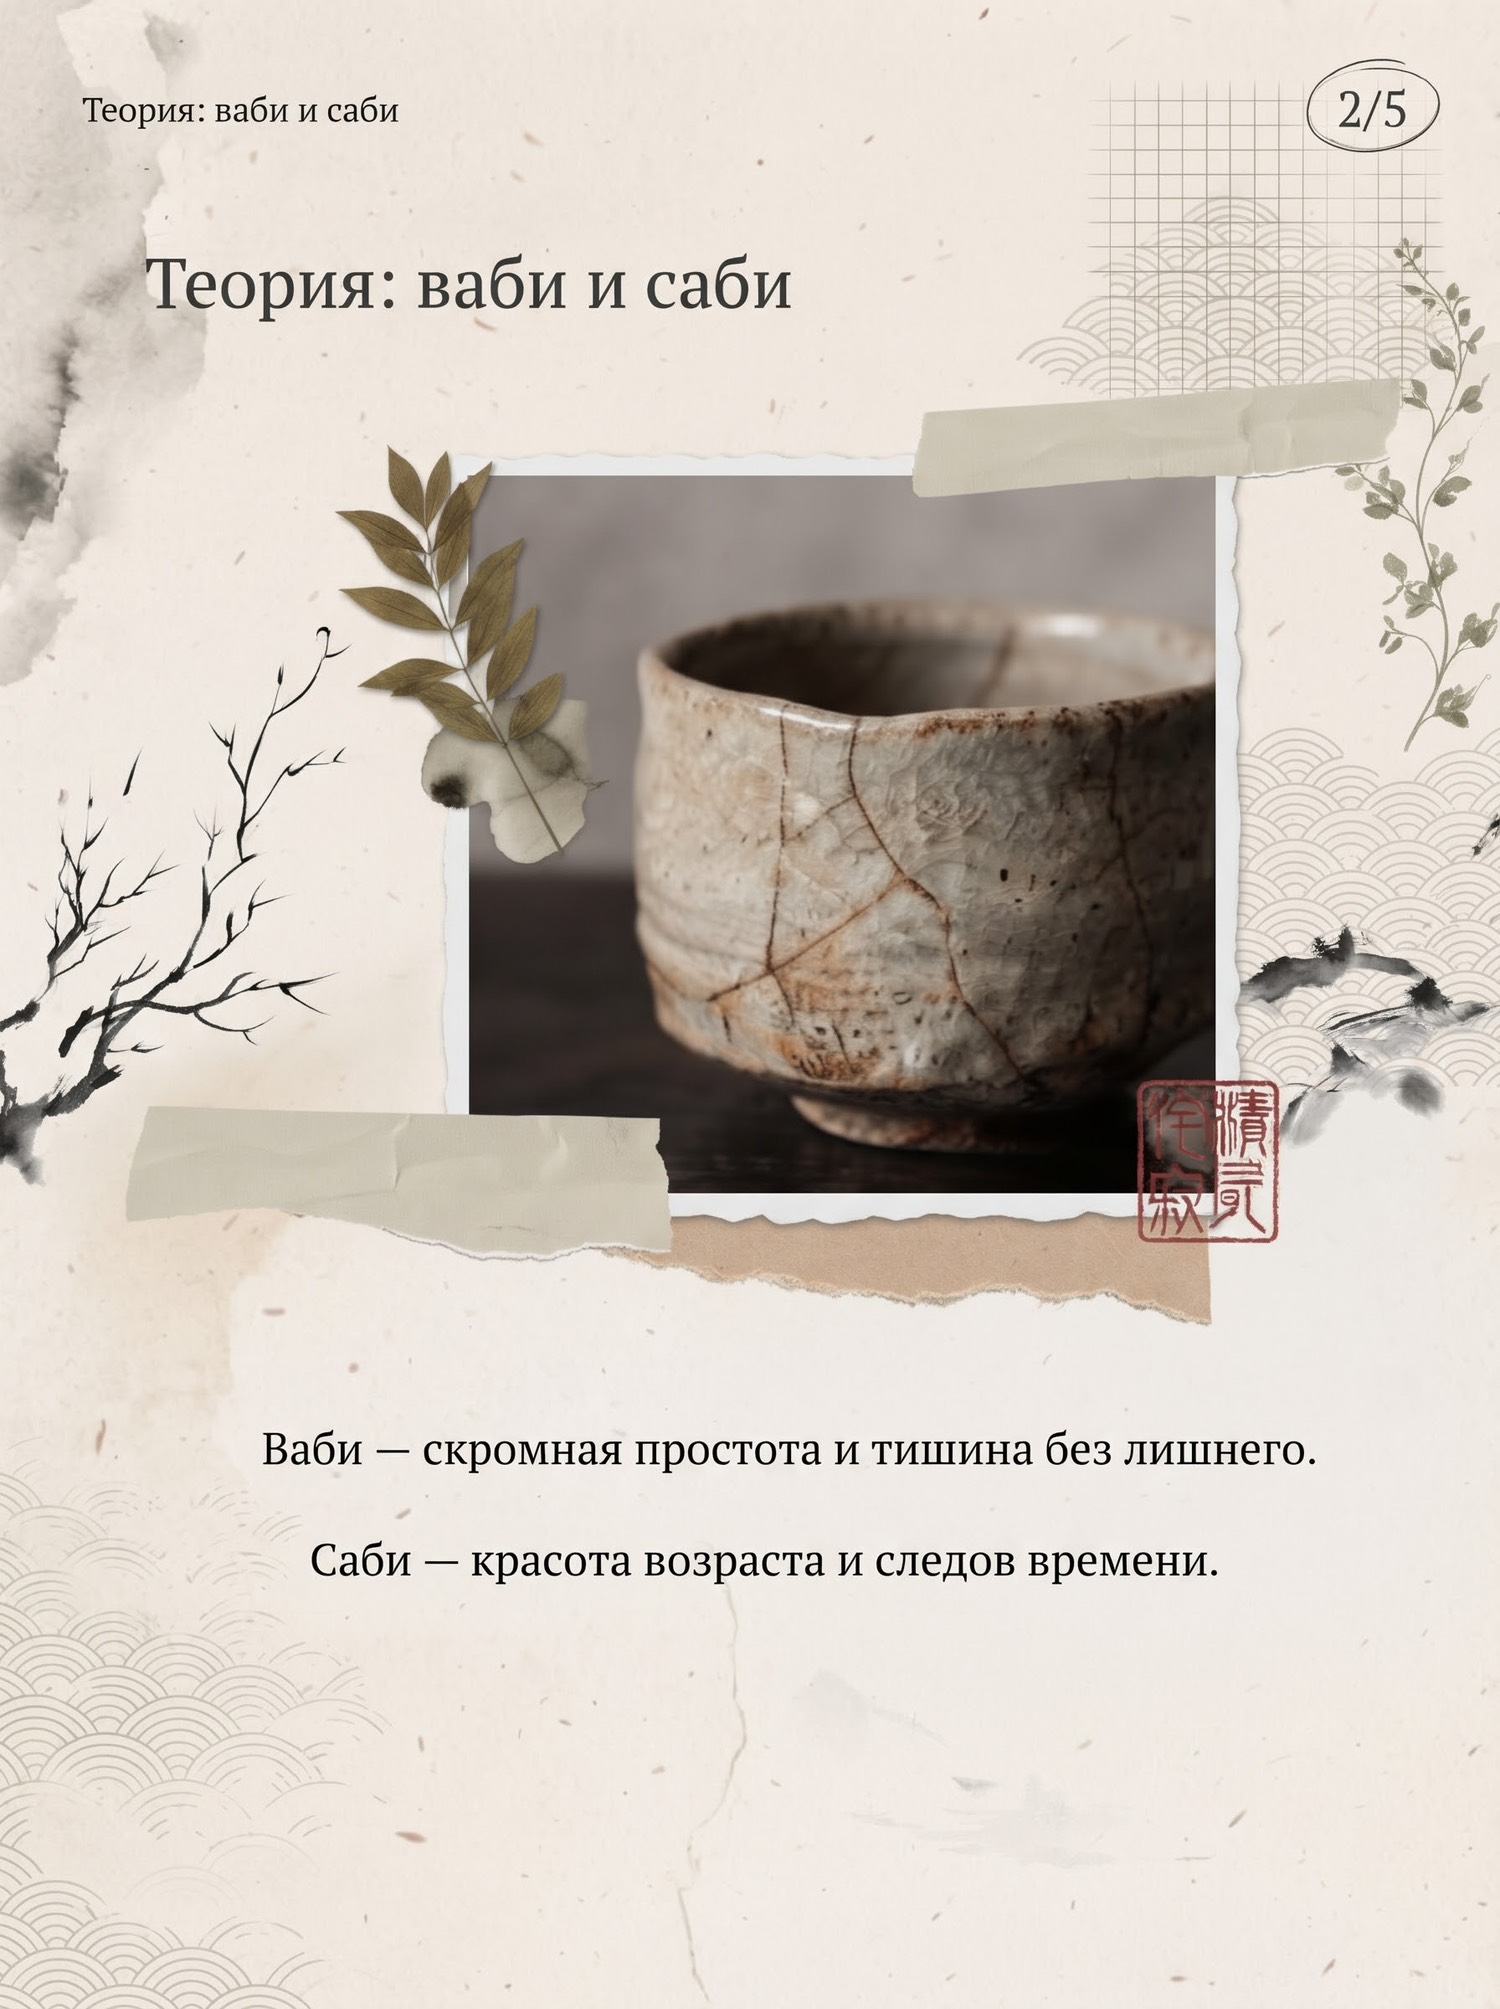 Теория: ваби и саби
2/5
Теория: ваби и саби
Ваби — скромная простота и тишина без лишнего.
Саби — красота возраста и следов времени.